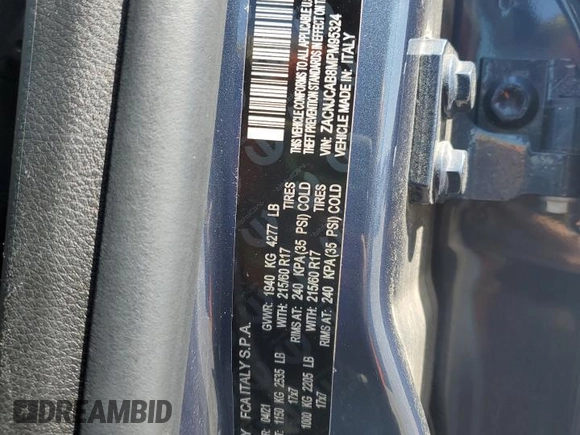 THIS VEHICLE CONFORMS TO ALL APPLICABLE U
THEFT PREVENTION STANDARDS IN EFFECT ON T
VIN: ZACNJCAB8MPM95324
VEHICLE MADE IN: ITALY
Y FCA ITALY S.P.A.
R: 04/21 GVWR: 1940 KG 4277 LB
E 1150 KG 2535 LB WITH: 215/60 R17 TIRES
17x7 RIMS AT: 240 KPA(35 PSI) COLD
1000 KG 2205 LB WITH: 215/60 R17 TIRES
17x7 RIMS AT: 240 KPA(35 PSI) COLD
autobidcar